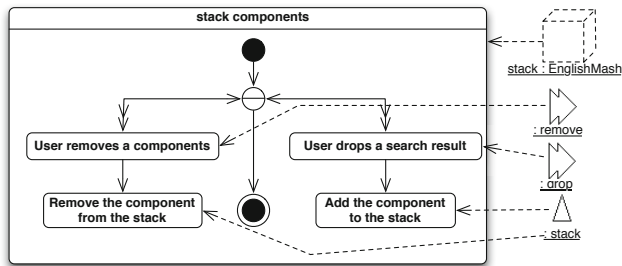 stack components
stack : EnglishMash
: remove
User removes a components
User drops a search result
: drop
Remove the component
from the stack
Add the component
to the stack
: stack